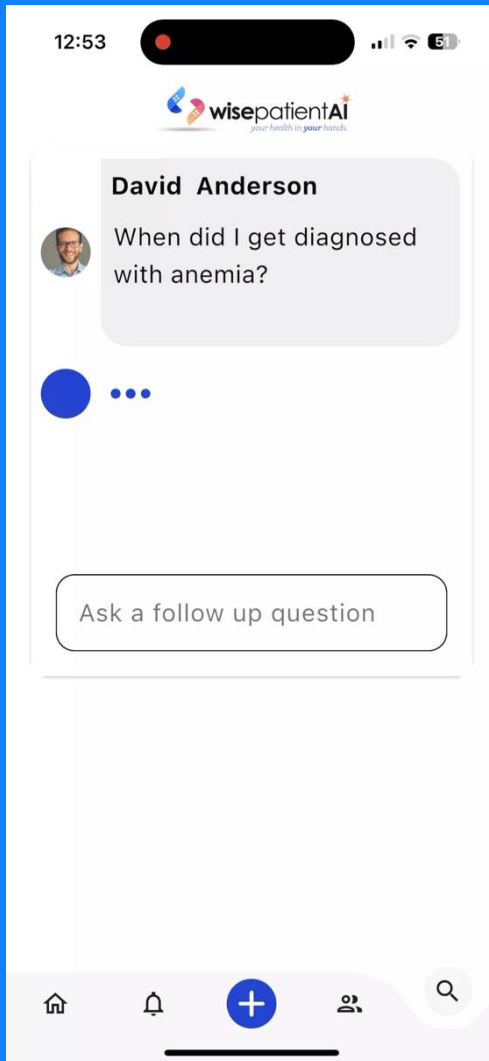 12:53
51
wisepatientAI
your health in your hands.
David Anderson
When did I get diagnosed
with anemia?
Ask a follow up question